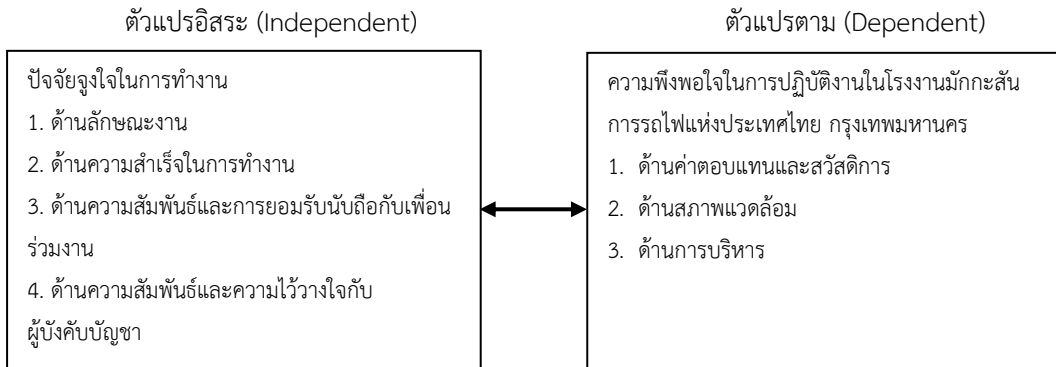 ตัวแปรอิสระ (Independent)
ปัจจัยจูงใจในการทำงาน
1. ด้านลักษณะงาน
2. ด้านความสำเร็จในการทำงาน
3. ด้านความสัมพันธ์และการยอมรับนับถือกับเพื่อน
ร่วมงาน
4. ด้านความสัมพันธ์และความไว้วางใจกับ
ผู้บังคับบัญชา
ตัวแปรตาม (Dependent)
ความพึงพอใจในการปฏิบัติงานในโรงงานมักกะสัน
การรถไฟแห่งประเทศไทย กรุงเทพมหานคร
1. ด้านค่าตอบแทนและสวัสดิการ
2. ด้านสภาพแวดล้อม
3. ด้านการบริหาร